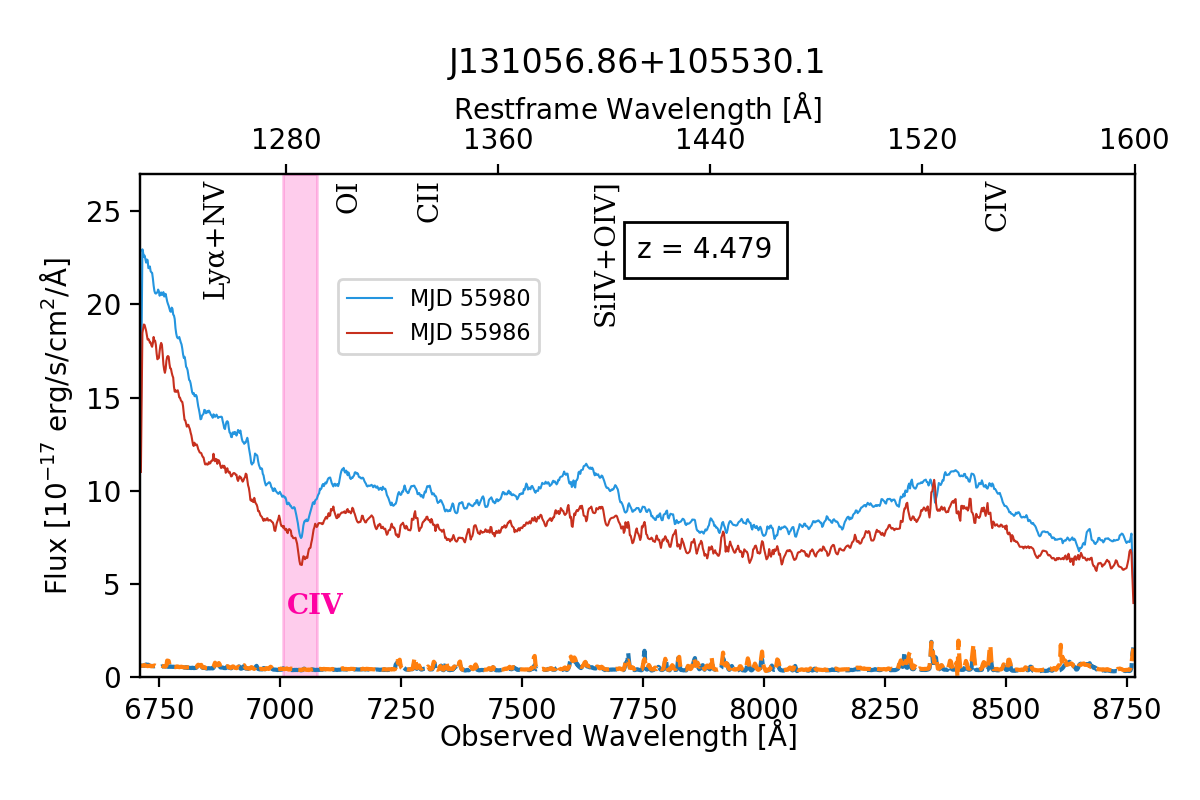 J131056.86+105530.1
Restframe Wavelength [Å]
1280 1360 1440 1520 1600
Lyα+NV
OI
CII
SiIV+OIV]
CIV
z = 4.479
MJD 55980
MJD 55986
CIV
Flux [10⁻¹⁷ erg/s/cm²/Å]
25
20
15
10
5
0
6750 7000 7250 7500 7750 8000 8250 8500 8750
Observed Wavelength [Å]